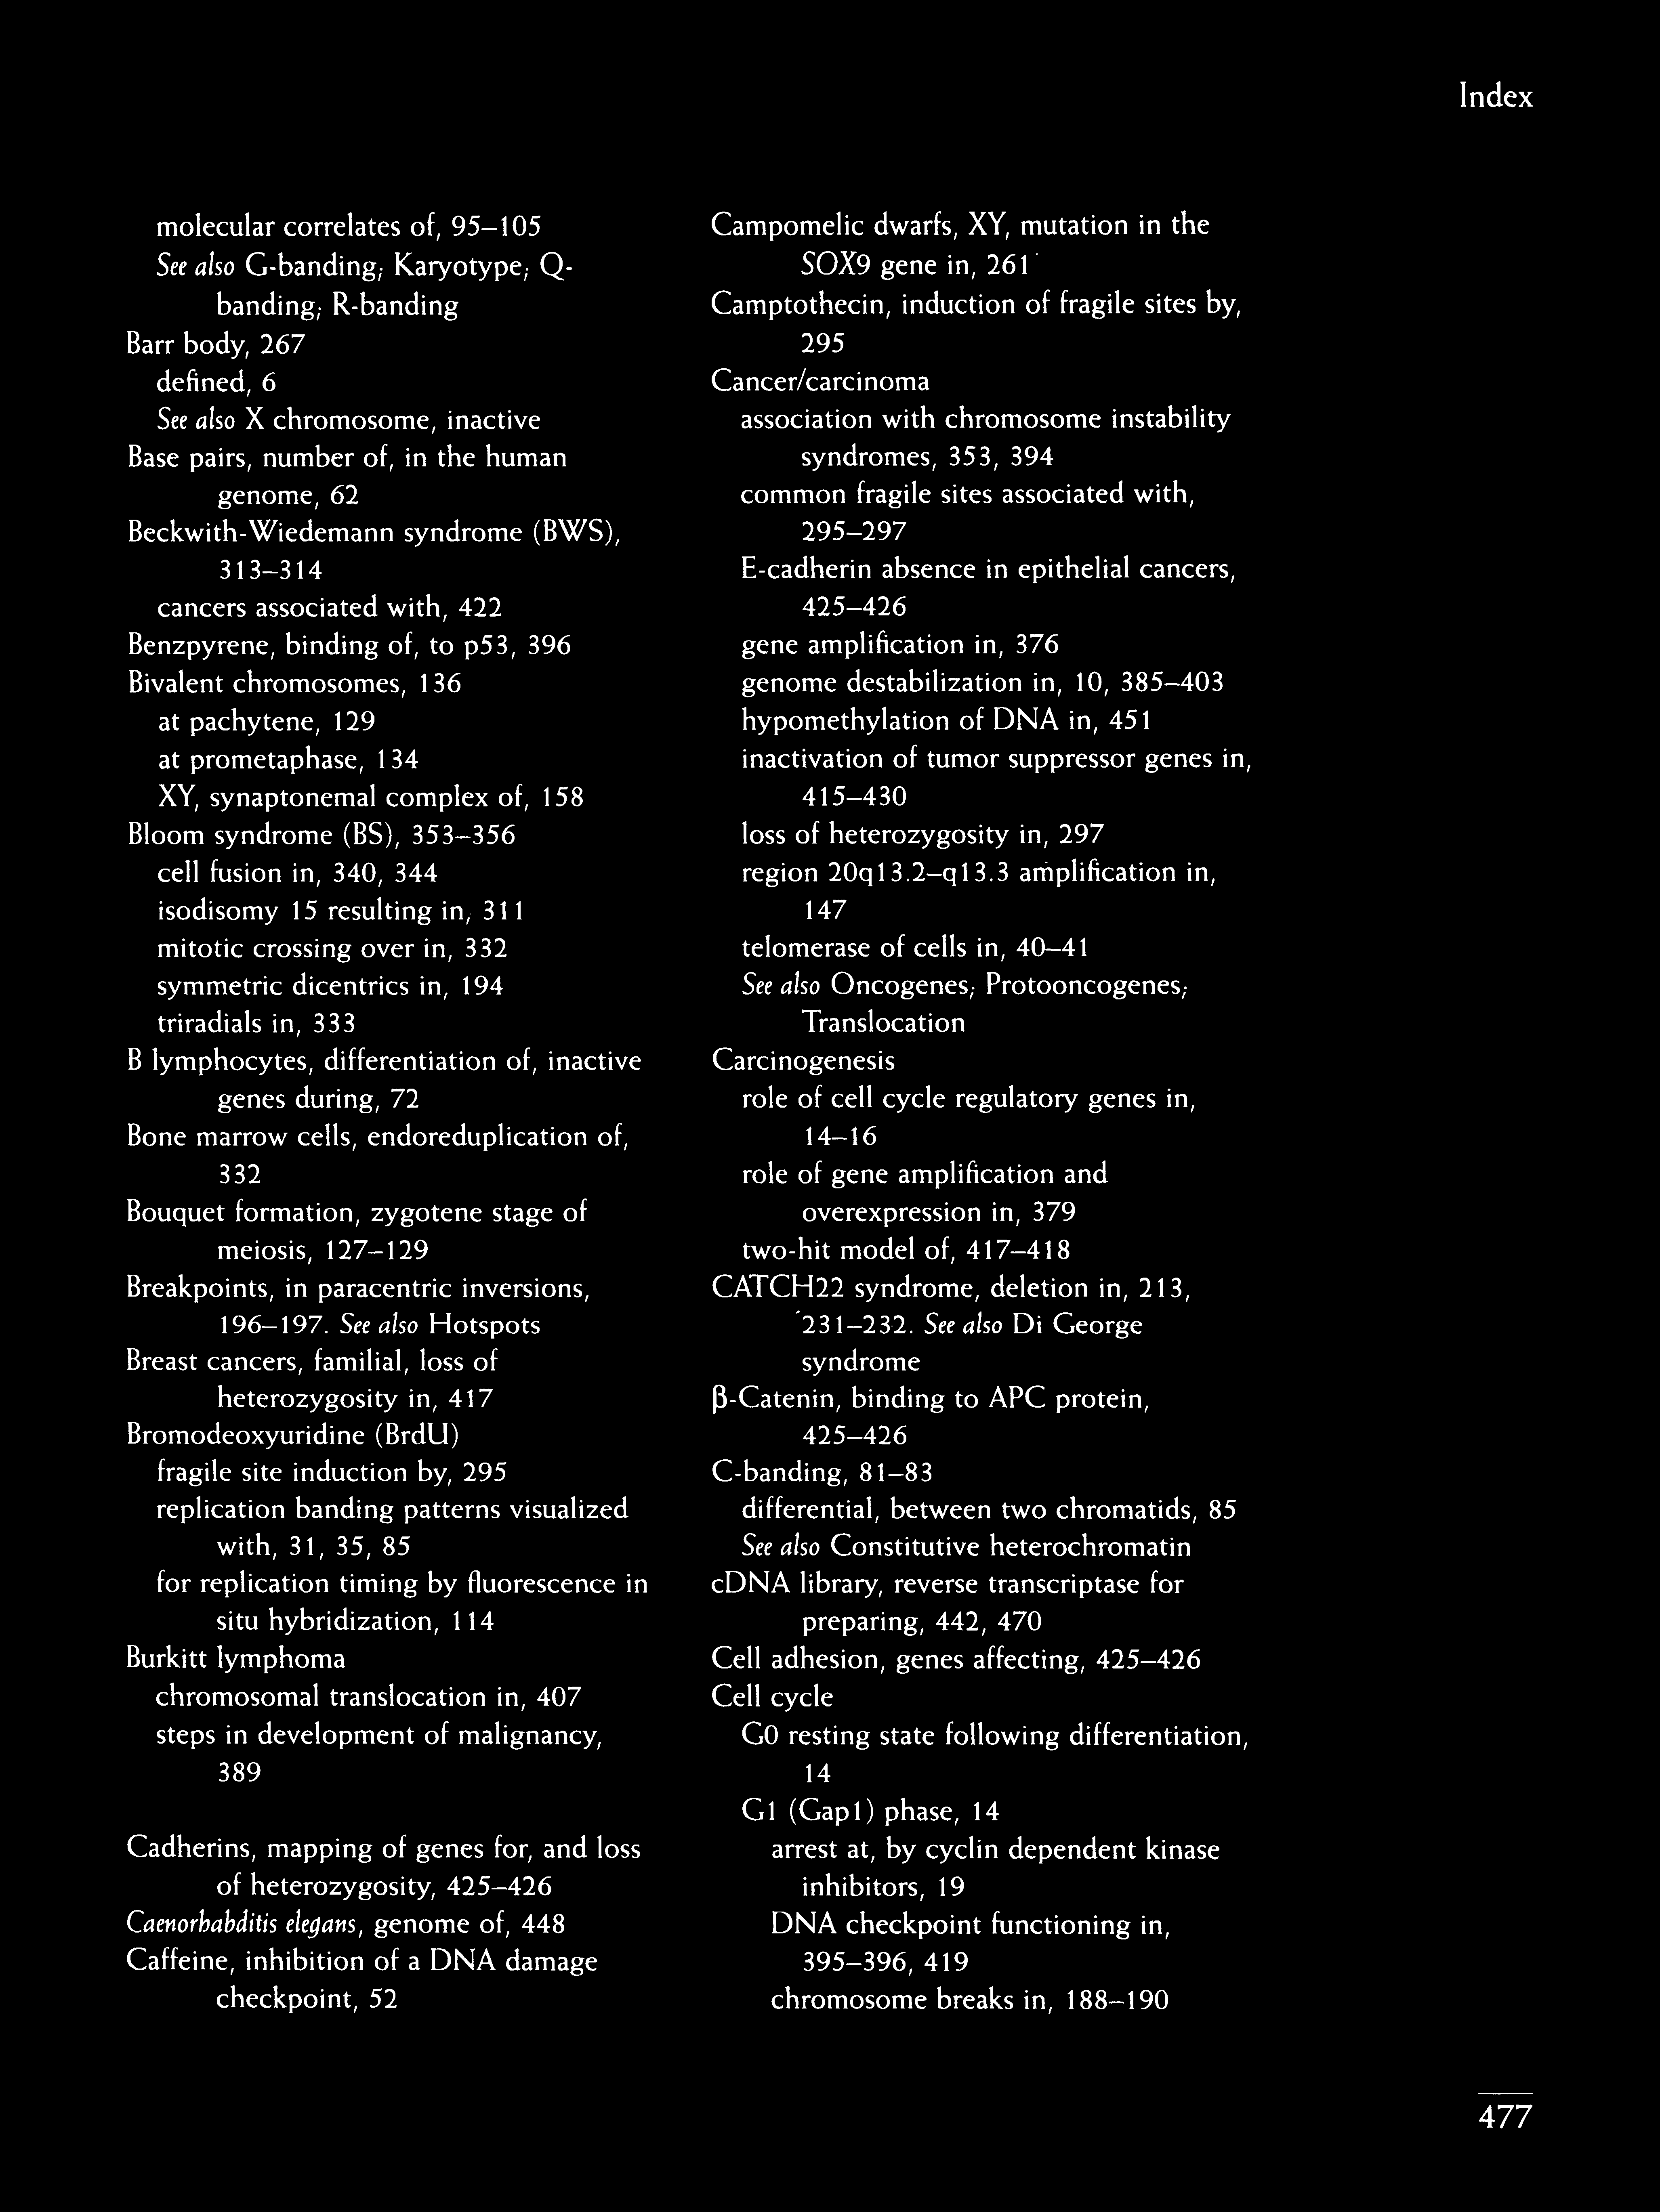 Index
molecular correlates of, 95–105
See also G-banding; Karyotype; Q-
banding; R-banding
Barr body, 267
defined, 6
See also X chromosome, inactive
Base pairs, number of, in the human
genome, 62
Beckwith-Wiedemann syndrome (BWS),
313–314
cancers associated with, 422
Benzpyrene, binding of, to p53, 396
Bivalent chromosomes, 136
at pachytene, 129
at prometaphase, 134
XY, synaptonemal complex of, 158
Bloom syndrome (BS), 353–356
cell fusion in, 340, 344
isodisomy 15 resulting in, 311
mitotic crossing over in, 332
symmetric dicentrics in, 194
triradials in, 333
B lymphocytes, differentiation of, inactive
genes during, 72
Bone marrow cells, endoreduplication of,
332
Bouquet formation, zygotene stage of
meiosis, 127–129
Breakpoints, in paracentric inversions,
196–197. See also Hotspots
Breast cancers, familial, loss of
heterozygosity in, 417
Bromodeoxyuridine (BrdU)
fragile site induction by, 295
replication banding patterns visualized
with, 31, 35, 85
for replication timing by fluorescence in
situ hybridization, 114
Burkitt lymphoma
chromosomal translocation in, 407
steps in development of malignancy,
389
Cadherins, mapping of genes for, and loss
of heterozygosity, 425–426
Caenorhabditis elegans, genome of, 448
Caffeine, inhibition of a DNA damage
checkpoint, 52
Campomelic dwarfs, XY, mutation in the
SOX9 gene in, 261
Camptothecin, induction of fragile sites by,
295
Cancer/carcinoma
association with chromosome instability
syndromes, 353, 394
common fragile sites associated with,
295–297
E-cadherin absence in epithelial cancers,
425–426
gene amplification in, 376
genome destabilization in, 10, 385–403
hypomethylation of DNA in, 451
inactivation of tumor suppressor genes in,
415–430
loss of heterozygosity in, 297
region 20q13.2–q13.3 amplification in,
147
telomerase of cells in, 40–41
See also Oncogenes; Protooncogenes;
Translocation
Carcinogenesis
role of cell cycle regulatory genes in,
14–16
role of gene amplification and
overexpression in, 379
two-hit model of, 417–418
CATCH22 syndrome, deletion in, 213,
231–232. See also Di George
syndrome
β-Catenin, binding to APC protein,
425–426
C-banding, 81–83
differential, between two chromatids, 85
See also Constitutive heterochromatin
cDNA library, reverse transcriptase for
preparing, 442, 470
Cell adhesion, genes affecting, 425–426
Cell cycle
G0 resting state following differentiation,
14
G1 (Gap1) phase, 14
arrest at, by cyclin dependent kinase
inhibitors, 19
DNA checkpoint functioning in,
395–396, 419
chromosome breaks in, 188–190
477